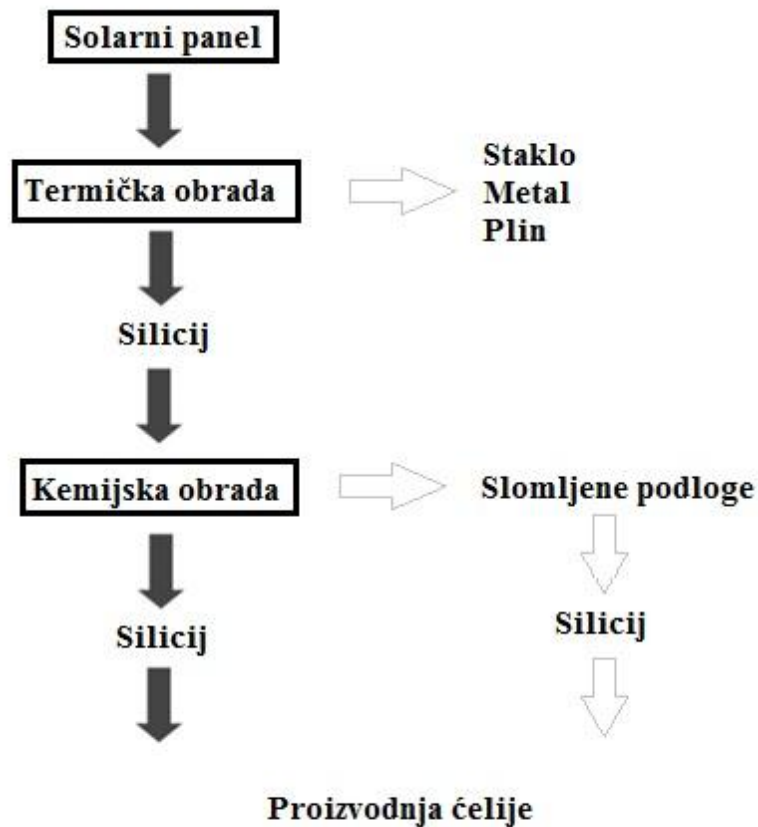 Solarni panel
Termička obrada
Staklo
Metal
Plin
Silicij
Kemijska obrada
Slomljene podloge
Silicij
Silicij
Proizvodnja ćelije